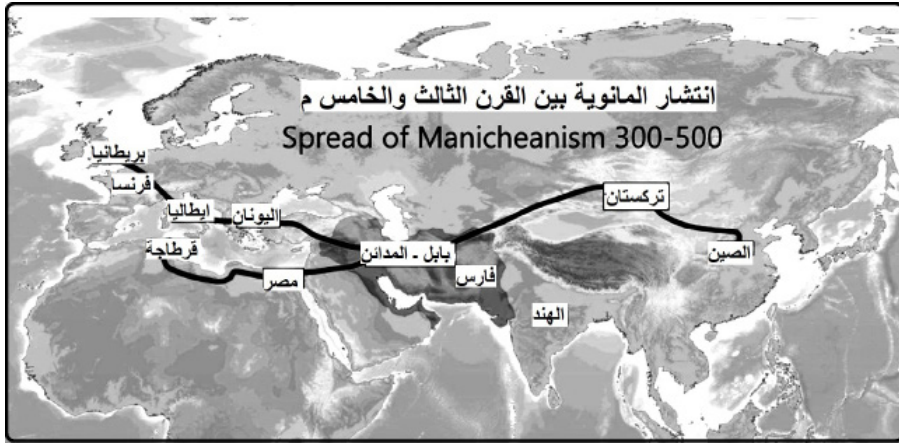 انتشار المانوية بين القرن الثالث والخامس م
Spread of Manicheanism 300-500
بريطانيا
فرنسا
تركستان
ايطاليا
اليونان
قرطاجة
بابل - المدائن
الصين
فارس
مصر
الهند